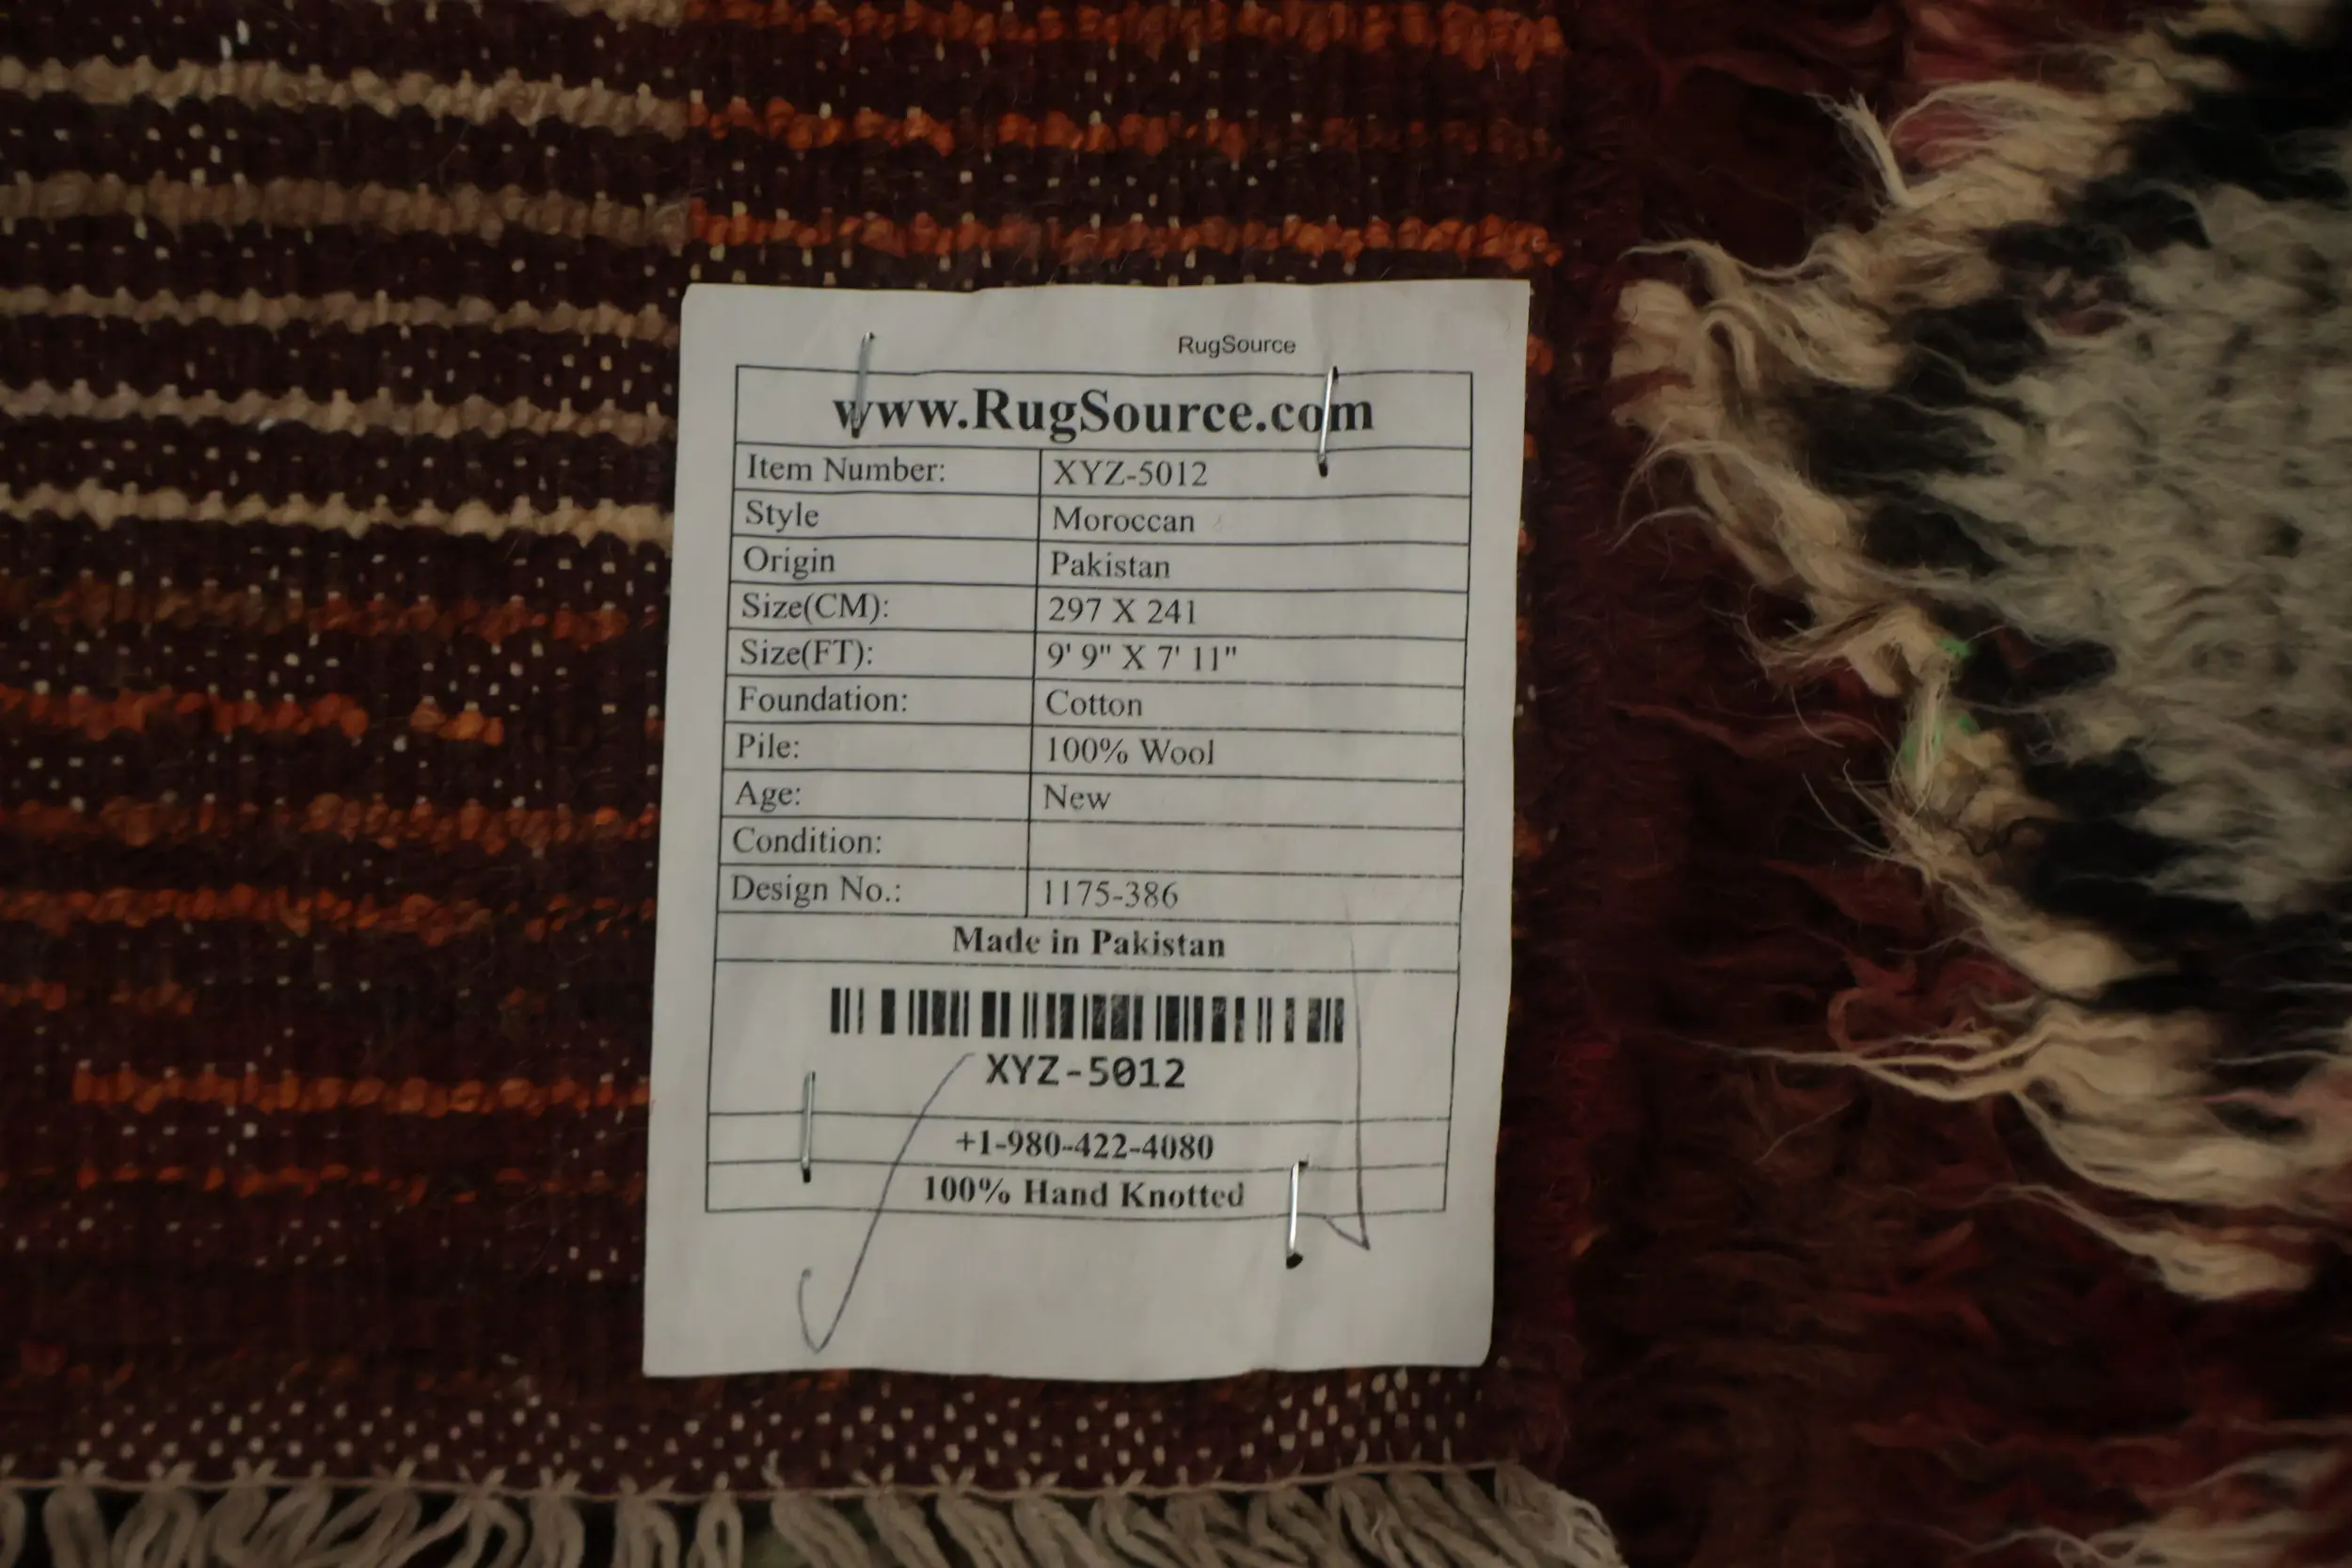 RugSource
www.RugSource.com
Item Number: XYZ-5012
Style Moroccan
Origin Pakistan
Size(CM): 297 X 241
Size(FT): 9' 9" X 7' 11"
Foundation: Cotton
Pile: 100% Wool
Age: New
Condition:
Design No.: 1175-386
Made in Pakistan
XYZ-5012
+1-980-422-4080
100% Hand Knotted